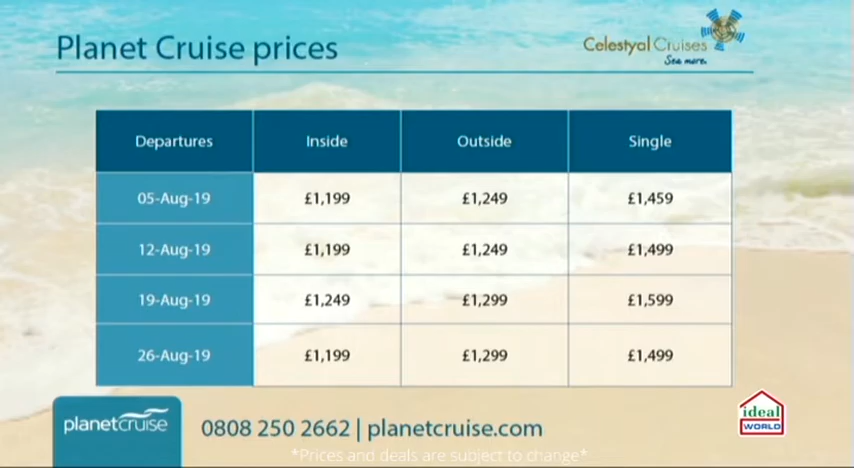 Planet Cruise prices
Celestyal Cruises
See more.
Departures Inside Outside Single
05-Aug-19 £1,199 £1,249 £1,459
12-Aug-19 £1,199 £1,249 £1,499
19-Aug-19 £1,249 £1,299 £1,599
26-Aug-19 £1,199 £1,299 £1,499
planetcruise
0808 250 2662 | planetcruise.com
ideal
WORLD
*Prices and deals are subject to change*